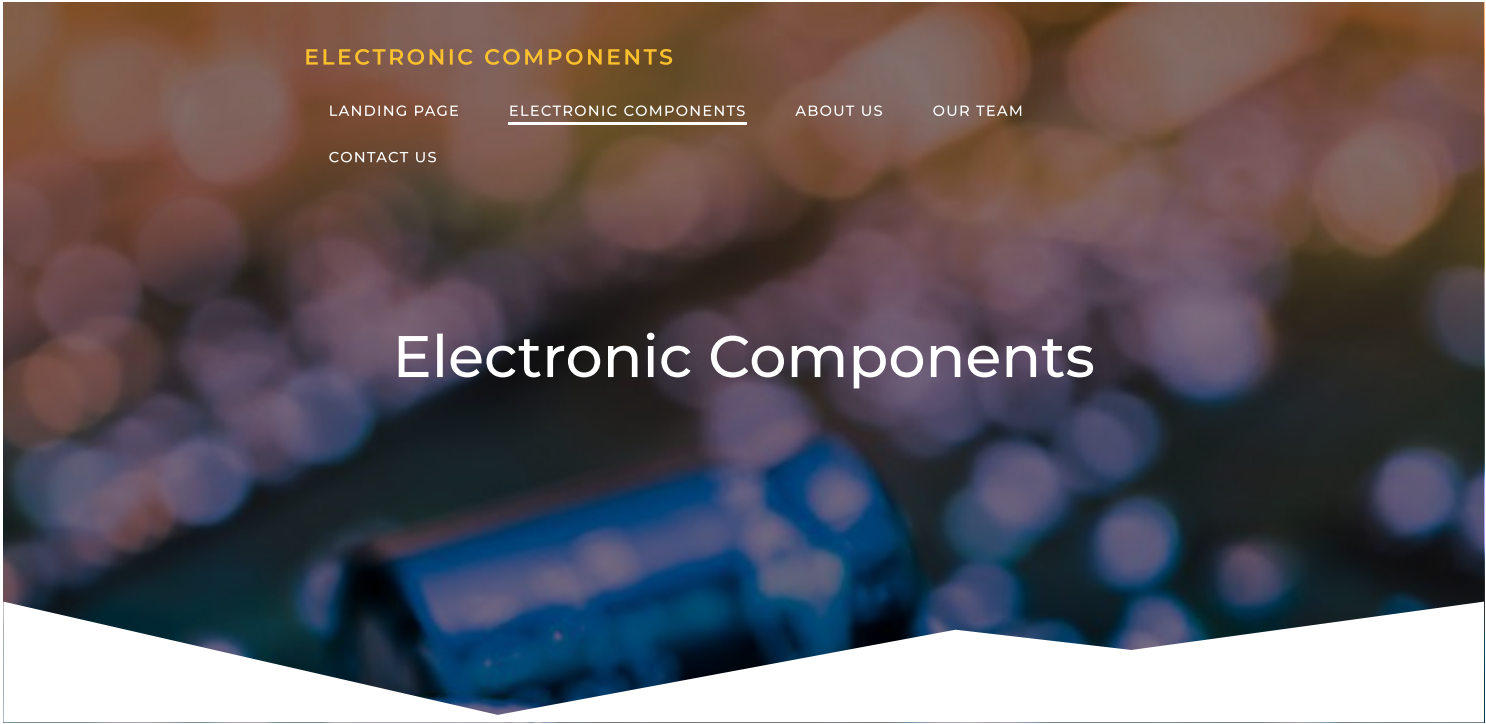 ELECTRONIC COMPONENTS
LANDING PAGE ELECTRONIC COMPONENTS ABOUT US OUR TEAM
CONTACT US
Electronic Components